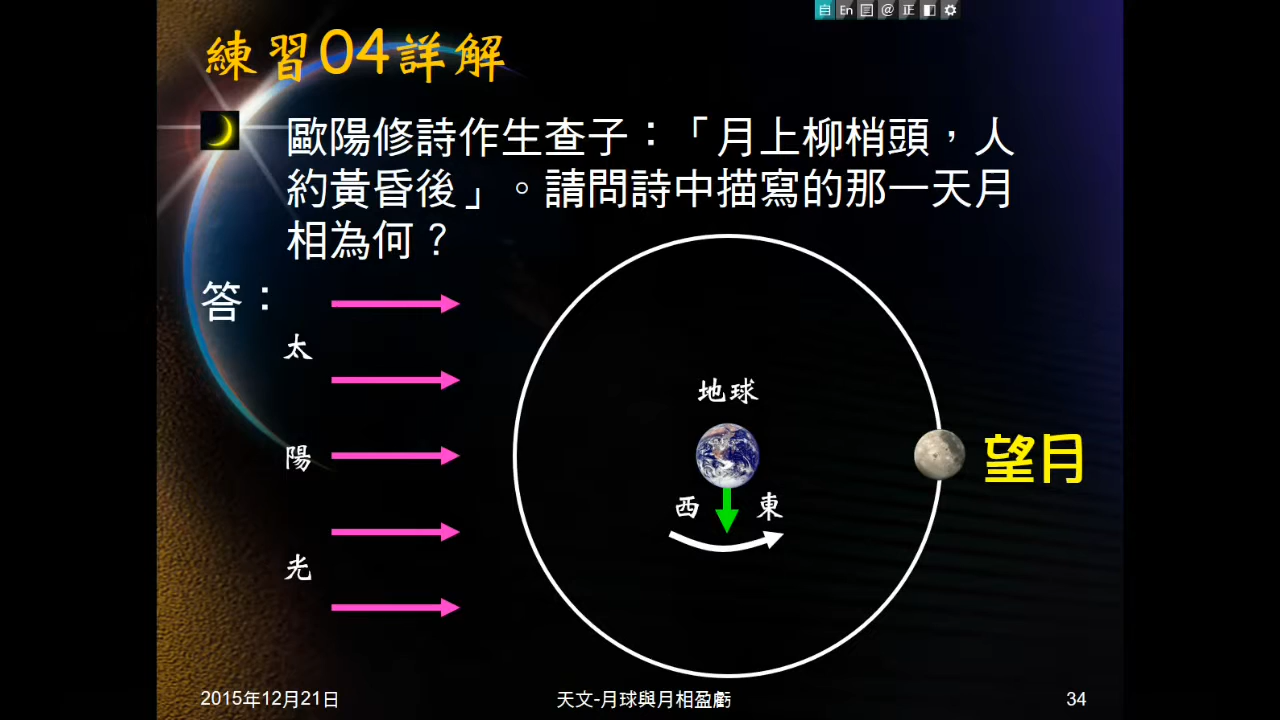 自 En 正
練習04詳解
歐陽修詩作生查子：「月上柳梢頭，人
約黃昏後」。請問詩中描寫的那一天月
相為何？
答：
太
陽
光
地球
西 東
望月
2015年12月21日 天文-月球與月相盈虧 34